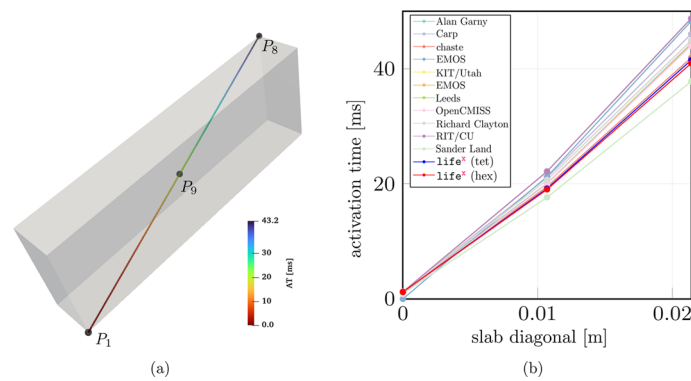 P8
P9
P1
43.2
30
20
10
0.0
AT [ms]
(a)
activation time [ms]
40
20
0
Alan Garny
Carp
chaste
EMOS
KIT/Utah
EMOS
Leeds
OpenCMISS
Richard Clayton
RIT/CU
Sander Land
lifex (tet)
lifex (hex)
0
0.01
0.02
slab diagonal [m]
(b)